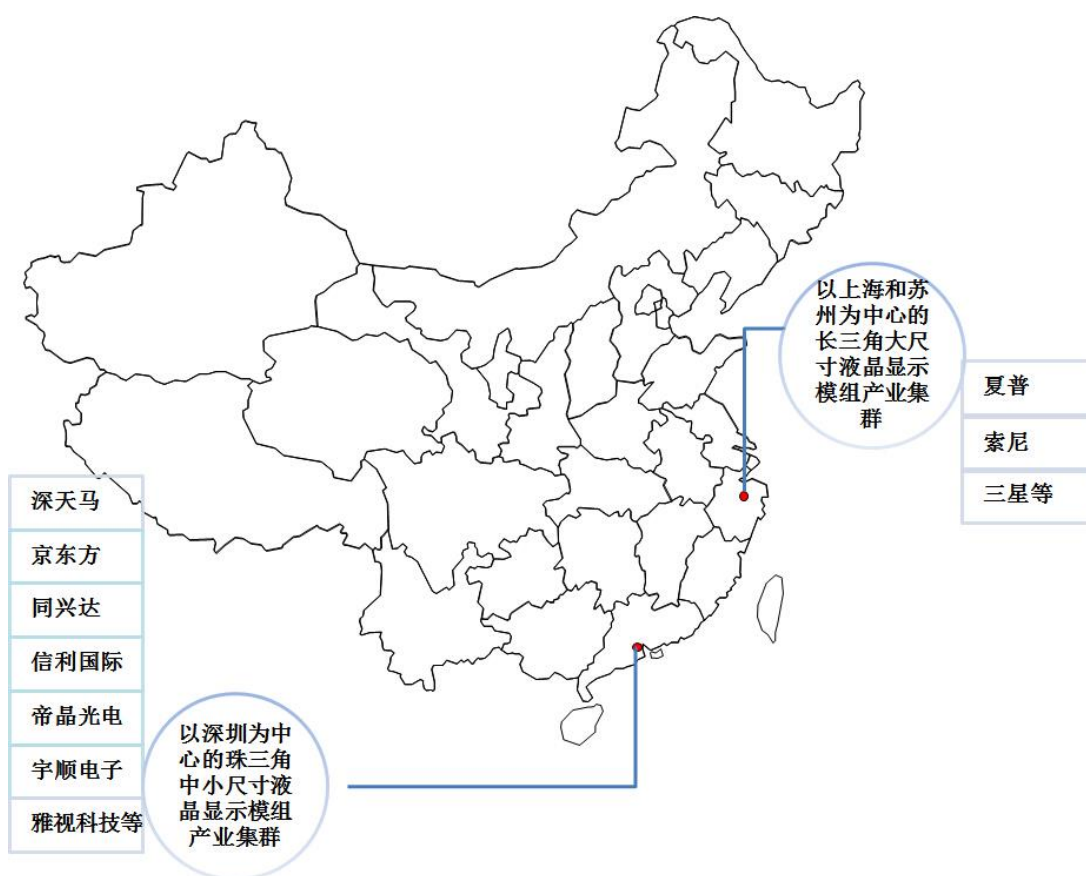 以上海和苏
州为中心的
长三角大尺
寸液晶显示
模组产业集
群
夏普
索尼
三星等
深天马
京东方
同兴达
信利国际
帝晶光电
宇顺电子
雅视科技等
以深圳为中
心的珠三角
中小尺寸液
晶显示模组
产业集群